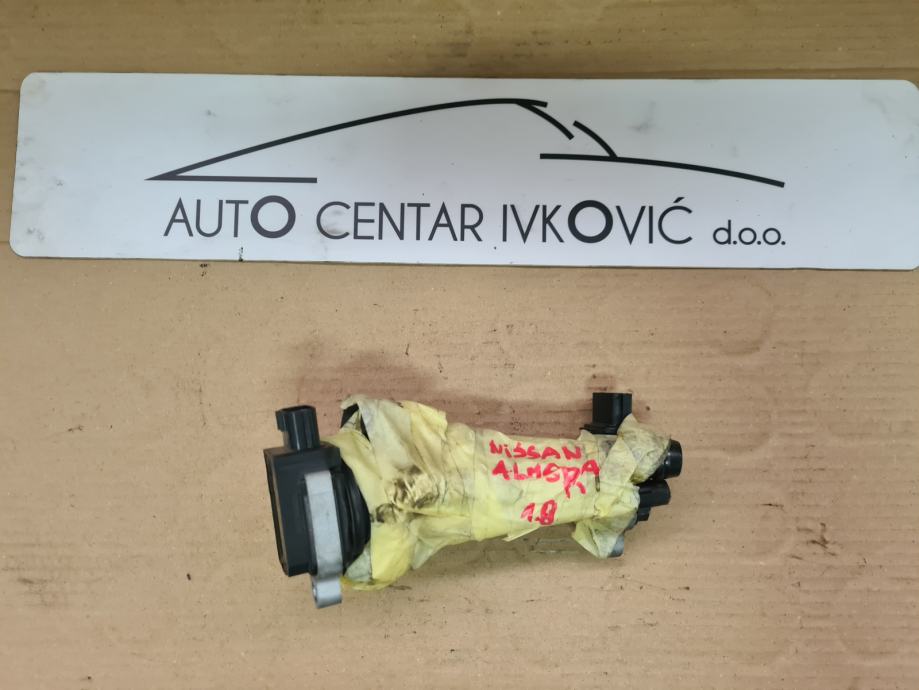 AUTO CENTAR IVKOVIĆ d.o.o.
NISSAN
ALMERA
1.8